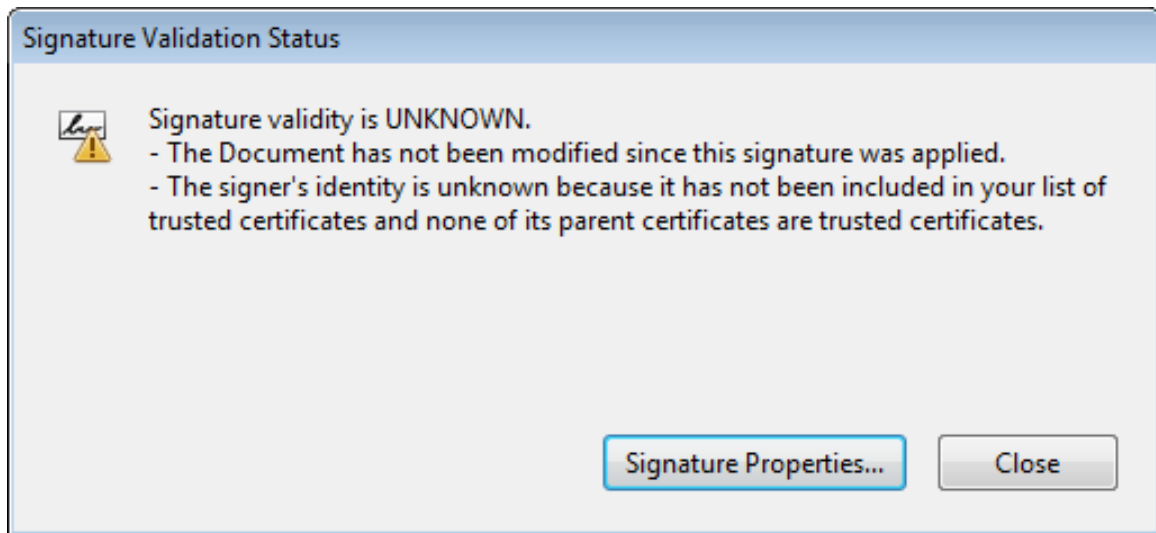 Signature Validation Status
Signature validity is UNKNOWN.
- The Document has not been modified since this signature was applied.
- The signer's identity is unknown because it has not been included in your list of
trusted certificates and none of its parent certificates are trusted certificates.
Signature Properties...
Close